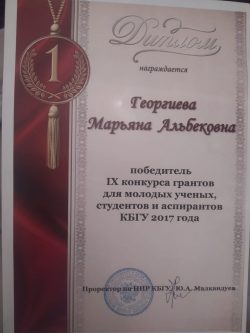 1
Диплом
награждается
Георгиева
Марьяна Альбековна
победитель
IX конкурса грантов
для молодых ученых,
студентов и аспирантов
КБГУ 2017 года
Проректор по НИР КБГУ Ю.А. Малкандуев